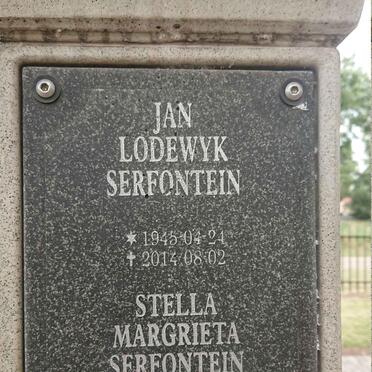 JAN
LODEWYK
SERFONTEIN
* 1945-04-24
† 2014/08/02
STELLA
MARGRIETA
SERFONTEIN